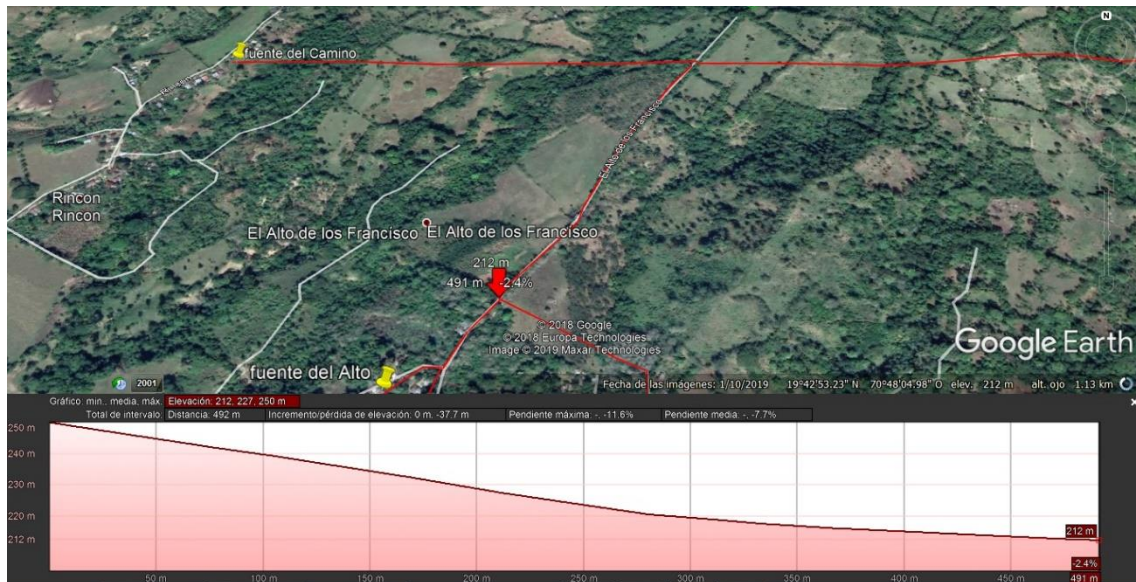 N
fuente del Camino
El Alto de los Francisco
Rincon
Rincon
El Alto de los Francisco
El Alto de los Francisco
212 m
491 m -2.4%
© 2018 Google
© 2018 Europa Technologies
Image © 2019 Maxar Technologies
Google Earth
fuente del Alto
2001
Fecha de las imágenes: 1/10/2019 19°42'53.23" N 70°48'04.98" O elev. 212 m alt. ojo 1.13 km
Gráfico: min., media, máx. Elevación: 212, 227, 250 m
Total de intervalo: Distancia: 492 m Incremento/pérdida de elevación: 0 m, -37.7 m Pendiente máxima: -, -11.6% Pendiente media: -, -7.7%
250 m
240 m
230 m
220 m
212 m
212 m
-2.4%
50 m 100 m 150 m 200 m 250 m 300 m 350 m 400 m 450 m 491 m